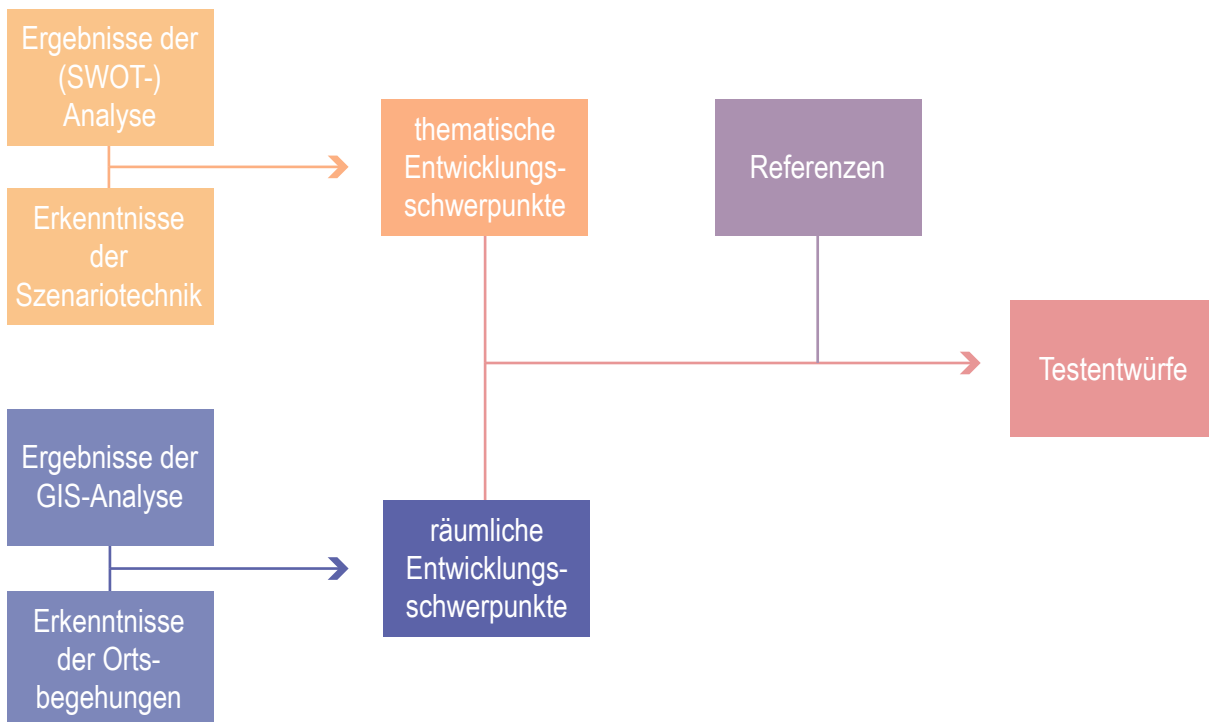 Ergebnisse der
(SWOT-)
Analyse
Erkenntnisse
der
Szenariotechnik
thematische
Entwicklungs-
schwerpunkte
Referenzen
Testentwürfe
Ergebnisse der
GIS-Analyse
Erkenntnisse
der Orts-
begehungen
räumliche
Entwicklungs-
schwerpunkte